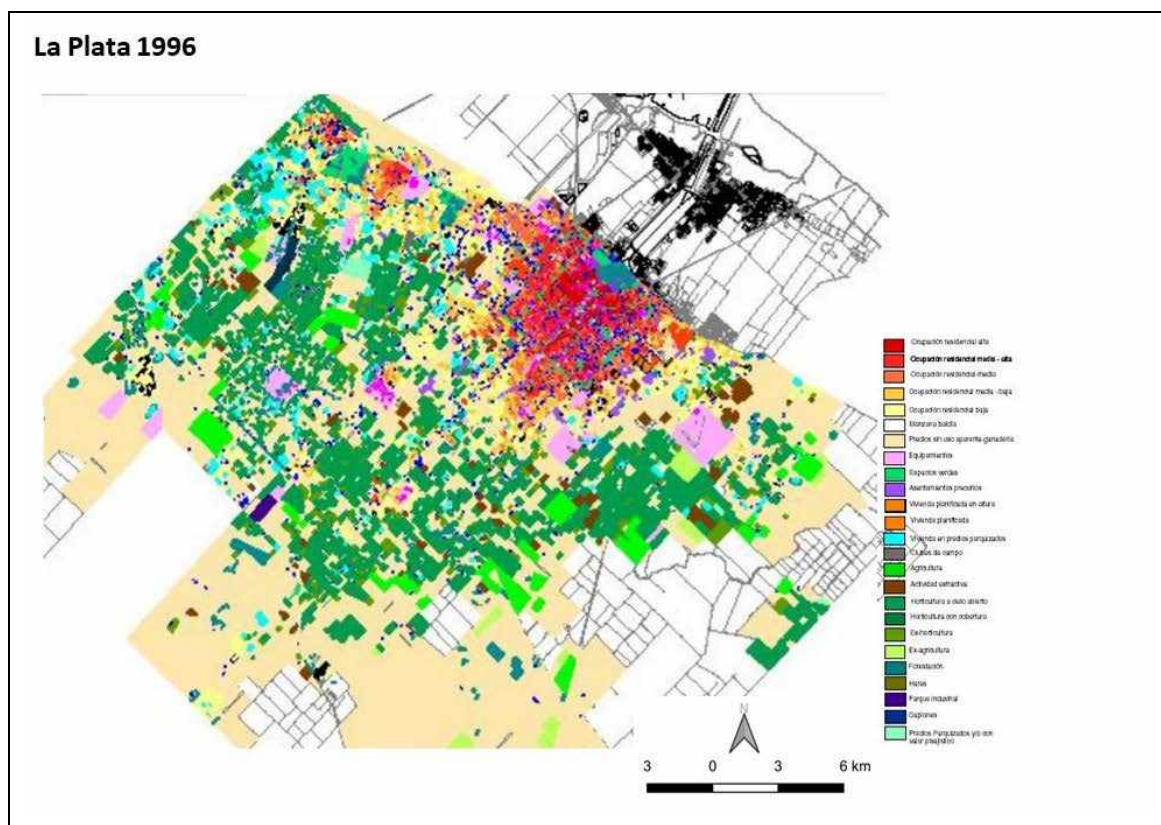 La Plata 1996
Ocupación residencial alta
Ocupación residencial media - alta
Ocupación residencial media
Ocupación residencial media - baja
Ocupación residencial baja
Manzana baldía
Predios sin uso aparente-ganadería
Equipamientos
Espacios verdes
Asentamientos precarios
Vivienda planificada en altura
Vivienda planificada
Vivienda en predios parquizados
Clubes de campo
Agricultura
Actividad extractiva
Horticultura a cielo abierto
Horticultura con cobertura
Ex-horticultura
Ex-agricultura
Forestación
Haras
Parque industrial
Galpones
Predios Parquizados y/o con
valor paisajístico
N
3 0 3 6 km